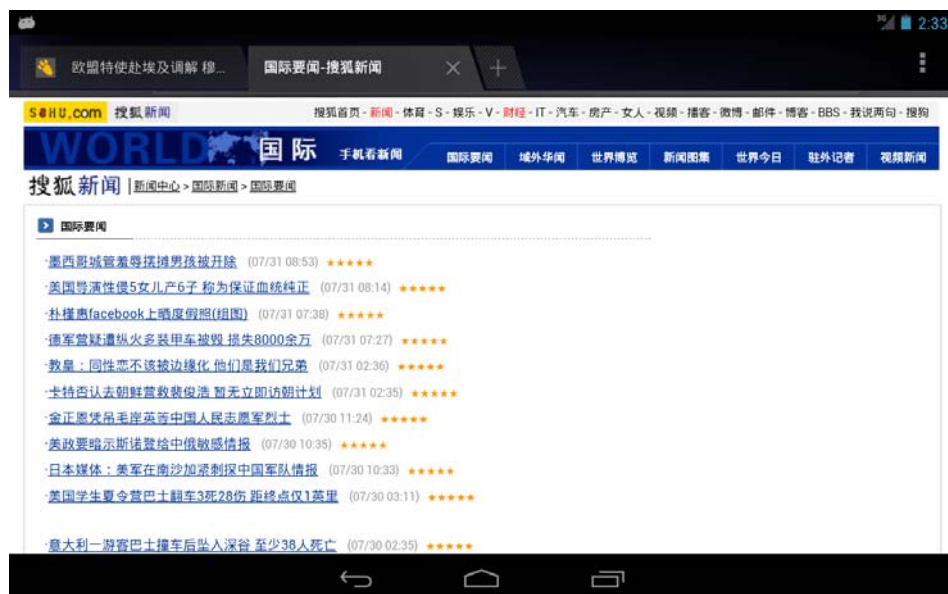 3G 2:33
欧盟特使赴埃及调解 穆... 国际要闻-搜狐新闻
SOHU.com 搜狐新闻 搜狐首页 - 新闻 - 体育 - S - 娱乐 - V - 财经 - IT - 汽车 - 房产 - 女人 - 视频 - 播客 - 微博 - 邮件 - 博客 - BBS - 我说两句 - 搜狗
WORLD 国际 手机看新闻 国际要闻 域外华闻 世界博览 新闻图集 世界今日 驻外记者 视频新闻
搜狐新闻 | 新闻中心 > 国际新闻 > 国际要闻
国际要闻
·墨西哥城管羞辱摆摊男孩被开除 (07/31 08:53) ★★★★★
·美国导演性侵5女儿产6子 称为保证血统纯正 (07/31 08:14) ★★★★★
·朴槿惠facebook上晒度假照(组图) (07/31 07:38) ★★★★★
·德军营疑遭纵火多装甲车被毁 损失8000余万 (07/31 07:27) ★★★★★
·教皇：同性恋不该被边缘化 他们是我们兄弟 (07/31 02:36) ★★★★★
·卡特否认去朝鲜营救裴俊浩 暂无立即访朝计划 (07/31 02:35) ★★★★★
·金正恩凭吊毛岸英等中国人民志愿军烈士 (07/30 11:24) ★★★★★
·美政要暗示斯诺登给中俄敏感情报 (07/30 10:35) ★★★★★
·日本媒体：美军在南沙加紧刺探中国军队情报 (07/30 10:33) ★★★★★
·美国学生夏令营巴士翻车3死28伤 距终点仅1英里 (07/30 03:11) ★★★★★
·意大利一游客巴士撞车后坠入深谷 至少38人死亡 (07/30 02:35) ★★★★★